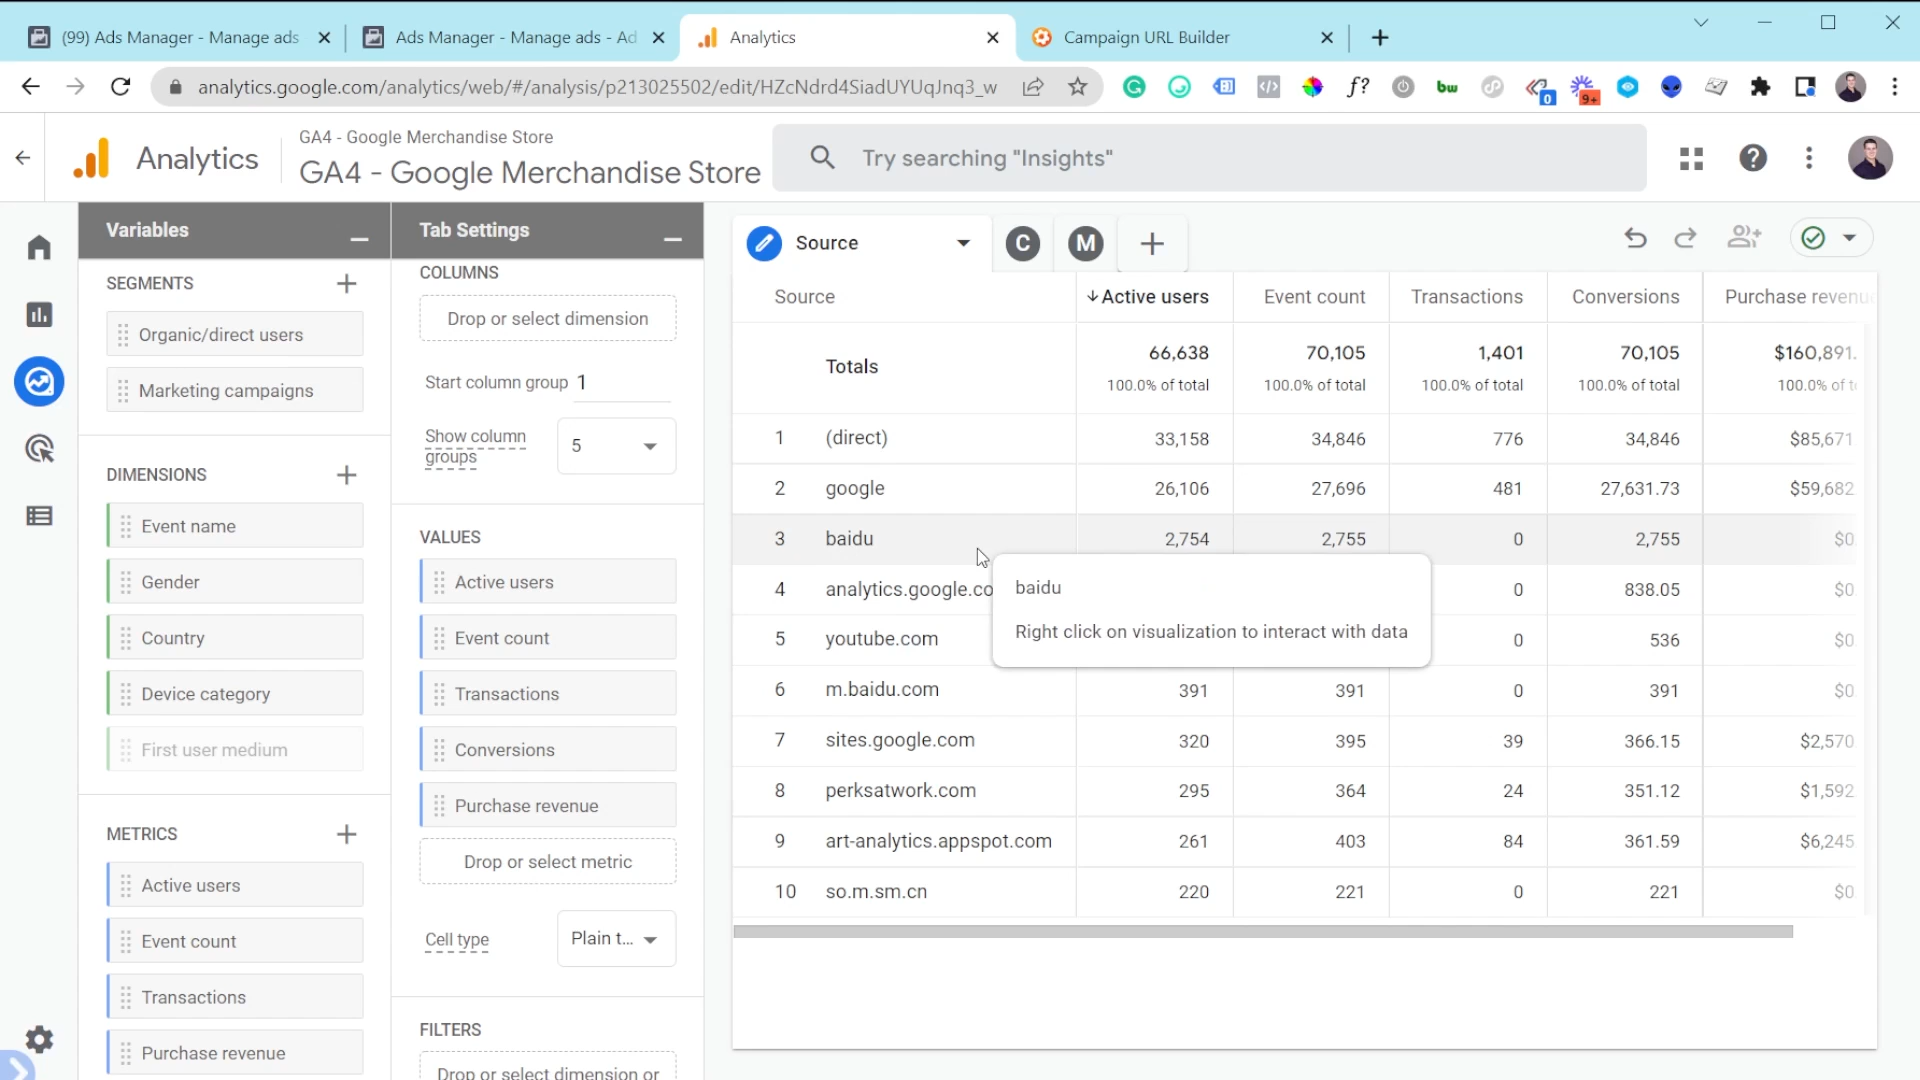 (99) Ads Manager - Manage ads
Ads Manager - Manage ads - Ad
Analytics
Campaign URL Builder
analytics.google.com/analytics/web/#/analysis/p213025502/edit/HZcNdrd4SiadUYUqJnq3_w
f?
bw
0
9+
Analytics
GA4 - Google Merchandise Store
GA4 - Google Merchandise Store
Try searching "Insights"
Variables
SEGMENTS
Organic/direct users
Marketing campaigns
DIMENSIONS
Event name
Gender
Country
Device category
First user medium
METRICS
Active users
Event count
Transactions
Purchase revenue
Tab Settings
COLUMNS
Drop or select dimension
Start column group 1
Show column
groups
5
VALUES
Active users
Event count
Transactions
Conversions
Purchase revenue
Drop or select metric
Cell type
Plain t...
FILTERS
Drop or select dimension or
Source
C
M
Source Active users Event count Transactions Conversions Purchase revenue
Totals 66,638 70,105 1,401 70,105 $160,891.
100.0% of total 100.0% of total 100.0% of total 100.0% of total 100.0% of t
1 (direct) 33,158 34,846 776 34,846 $85,671
2 google 26,106 27,696 481 27,631.73 $59,682
3 baidu 2,754 2,755 0 2,755 $0
4 analytics.google.co 0 838.05 $0
baidu
Right click on visualization to interact with data
5 youtube.com 0 536 $0
6 m.baidu.com 391 391 0 391 $0
7 sites.google.com 320 395 39 366.15 $2,570
8 perksatwork.com 295 364 24 351.12 $1,592
9 art-analytics.appspot.com 261 403 84 361.59 $6,245
10 so.m.sm.cn 220 221 0 221 $0